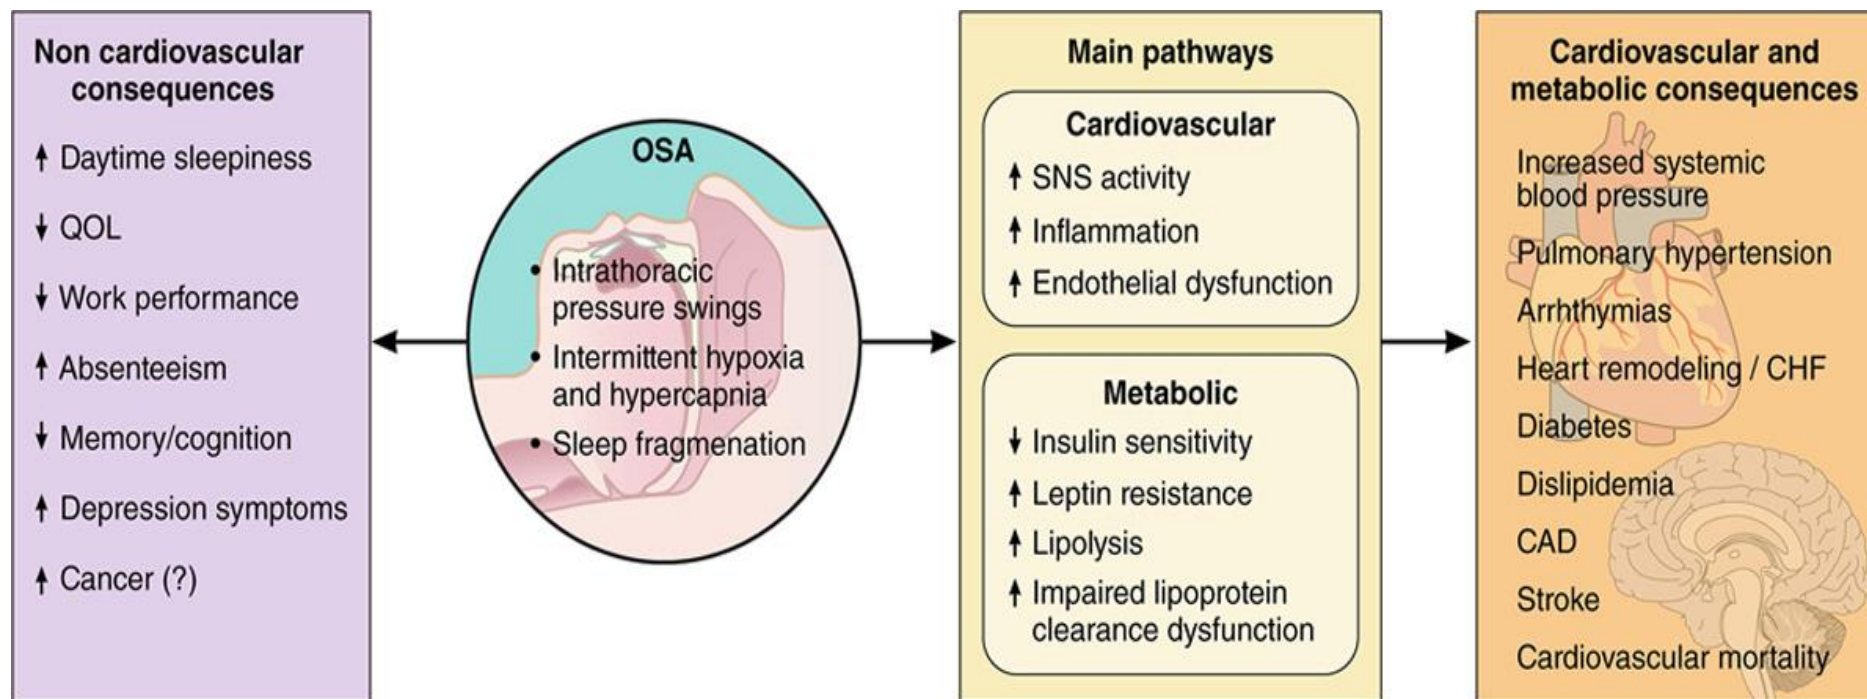 Non cardiovascular
consequences
↑ Daytime sleepiness
↓ QOL
↓ Work performance
↑ Absenteeism
↓ Memory/cognition
↑ Depression symptoms
↑ Cancer (?)
OSA
• Intrathoracic
pressure swings
• Intermittent hypoxia
and hypercapnia
• Sleep fragmenation
Main pathways
Cardiovascular
↑ SNS activity
↑ Inflammation
↑ Endothelial dysfunction
Metabolic
↓ Insulin sensitivity
↑ Leptin resistance
↑ Lipolysis
↑ Impaired lipoprotein
clearance dysfunction
Cardiovascular and
metabolic consequences
Increased systemic
blood pressure
Pulmonary hypertension
Arrhthymias
Heart remodeling / CHF
Diabetes
Dislipidemia
CAD
Stroke
Cardiovascular mortality